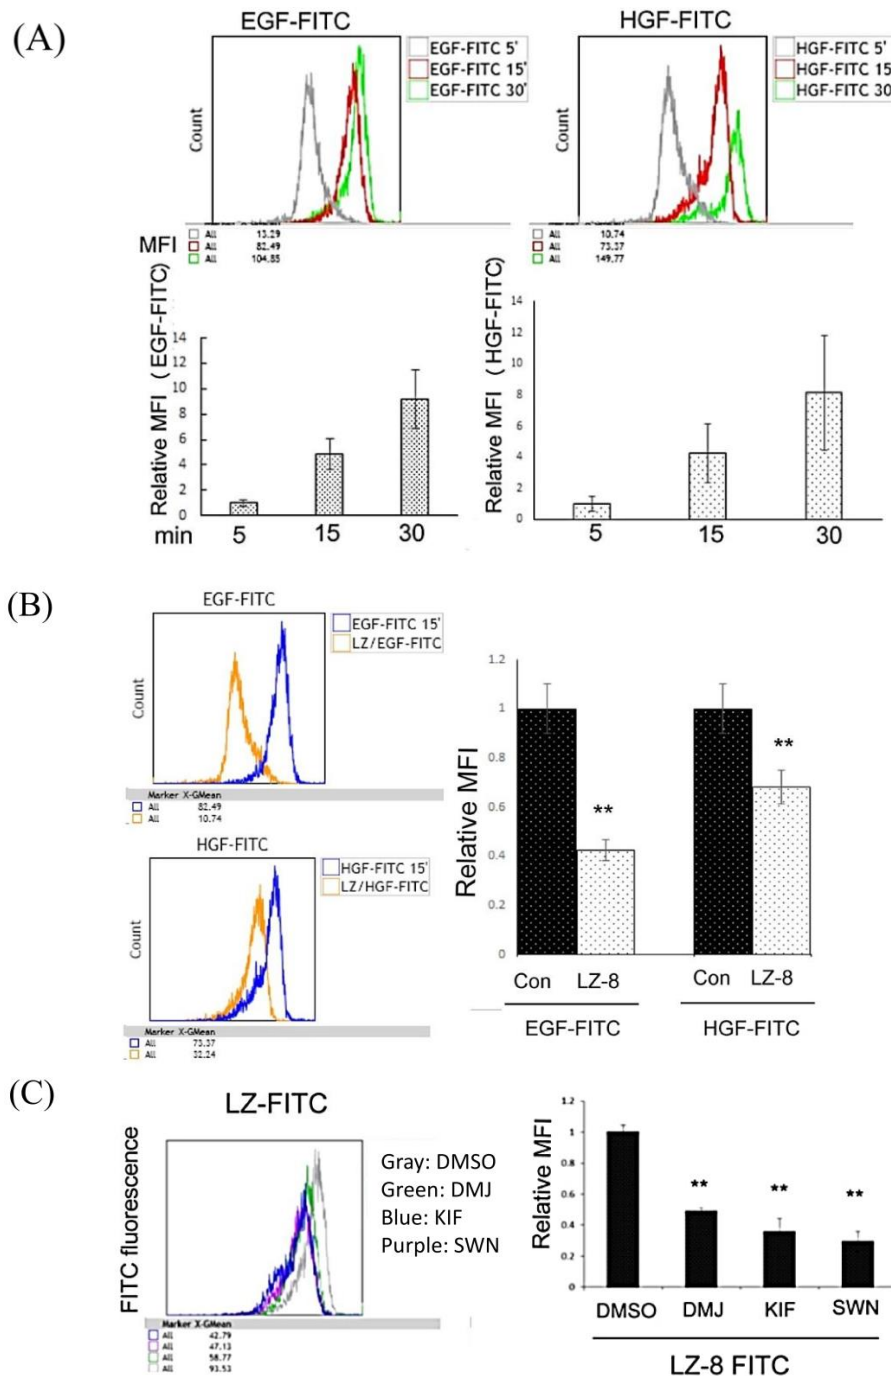 (A)
EGF-FITC
EGF-FITC 5'
EGF-FITC 15'
EGF-FITC 30'
Count
MFI
All 13.29
All 82.49
All 104.85
HGF-FITC
HGF-FITC 5'
HGF-FITC 15
HGF-FITC 30
Count
All 10.74
All 73.37
All 149.77
Relative MFI (EGF-FITC)
14
12
10
8
6
4
2
0
min 5 15 30
Relative MFI (HGF-FITC)
14
12
10
8
6
4
2
0
5 15 30
(B)
EGF-FITC
EGF-FITC 15'
LZ/EGF-FITC
Count
Marker X-GMean
All 82.49
All 10.74
HGF-FITC
HGF-FITC 15'
LZ/HGF-FITC
Count
Marker X-GMean
All 73.37
All 32.24
Relative MFI
1.2
1
0.8
0.6
0.4
0.2
0
**
**
Con LZ-8 Con LZ-8
EGF-FITC HGF-FITC
(C)
LZ-FITC
FITC fluorescence
Gray: DMSO
Green: DMJ
Blue: KIF
Purple: SWN
Marker X-GMean
All 42.79
All 47.13
All 58.77
All 93.53
Relative MFI
1.2
1
0.8
0.6
0.4
0.2
0
** ** **
DMSO DMJ KIF SWN
LZ-8 FITC